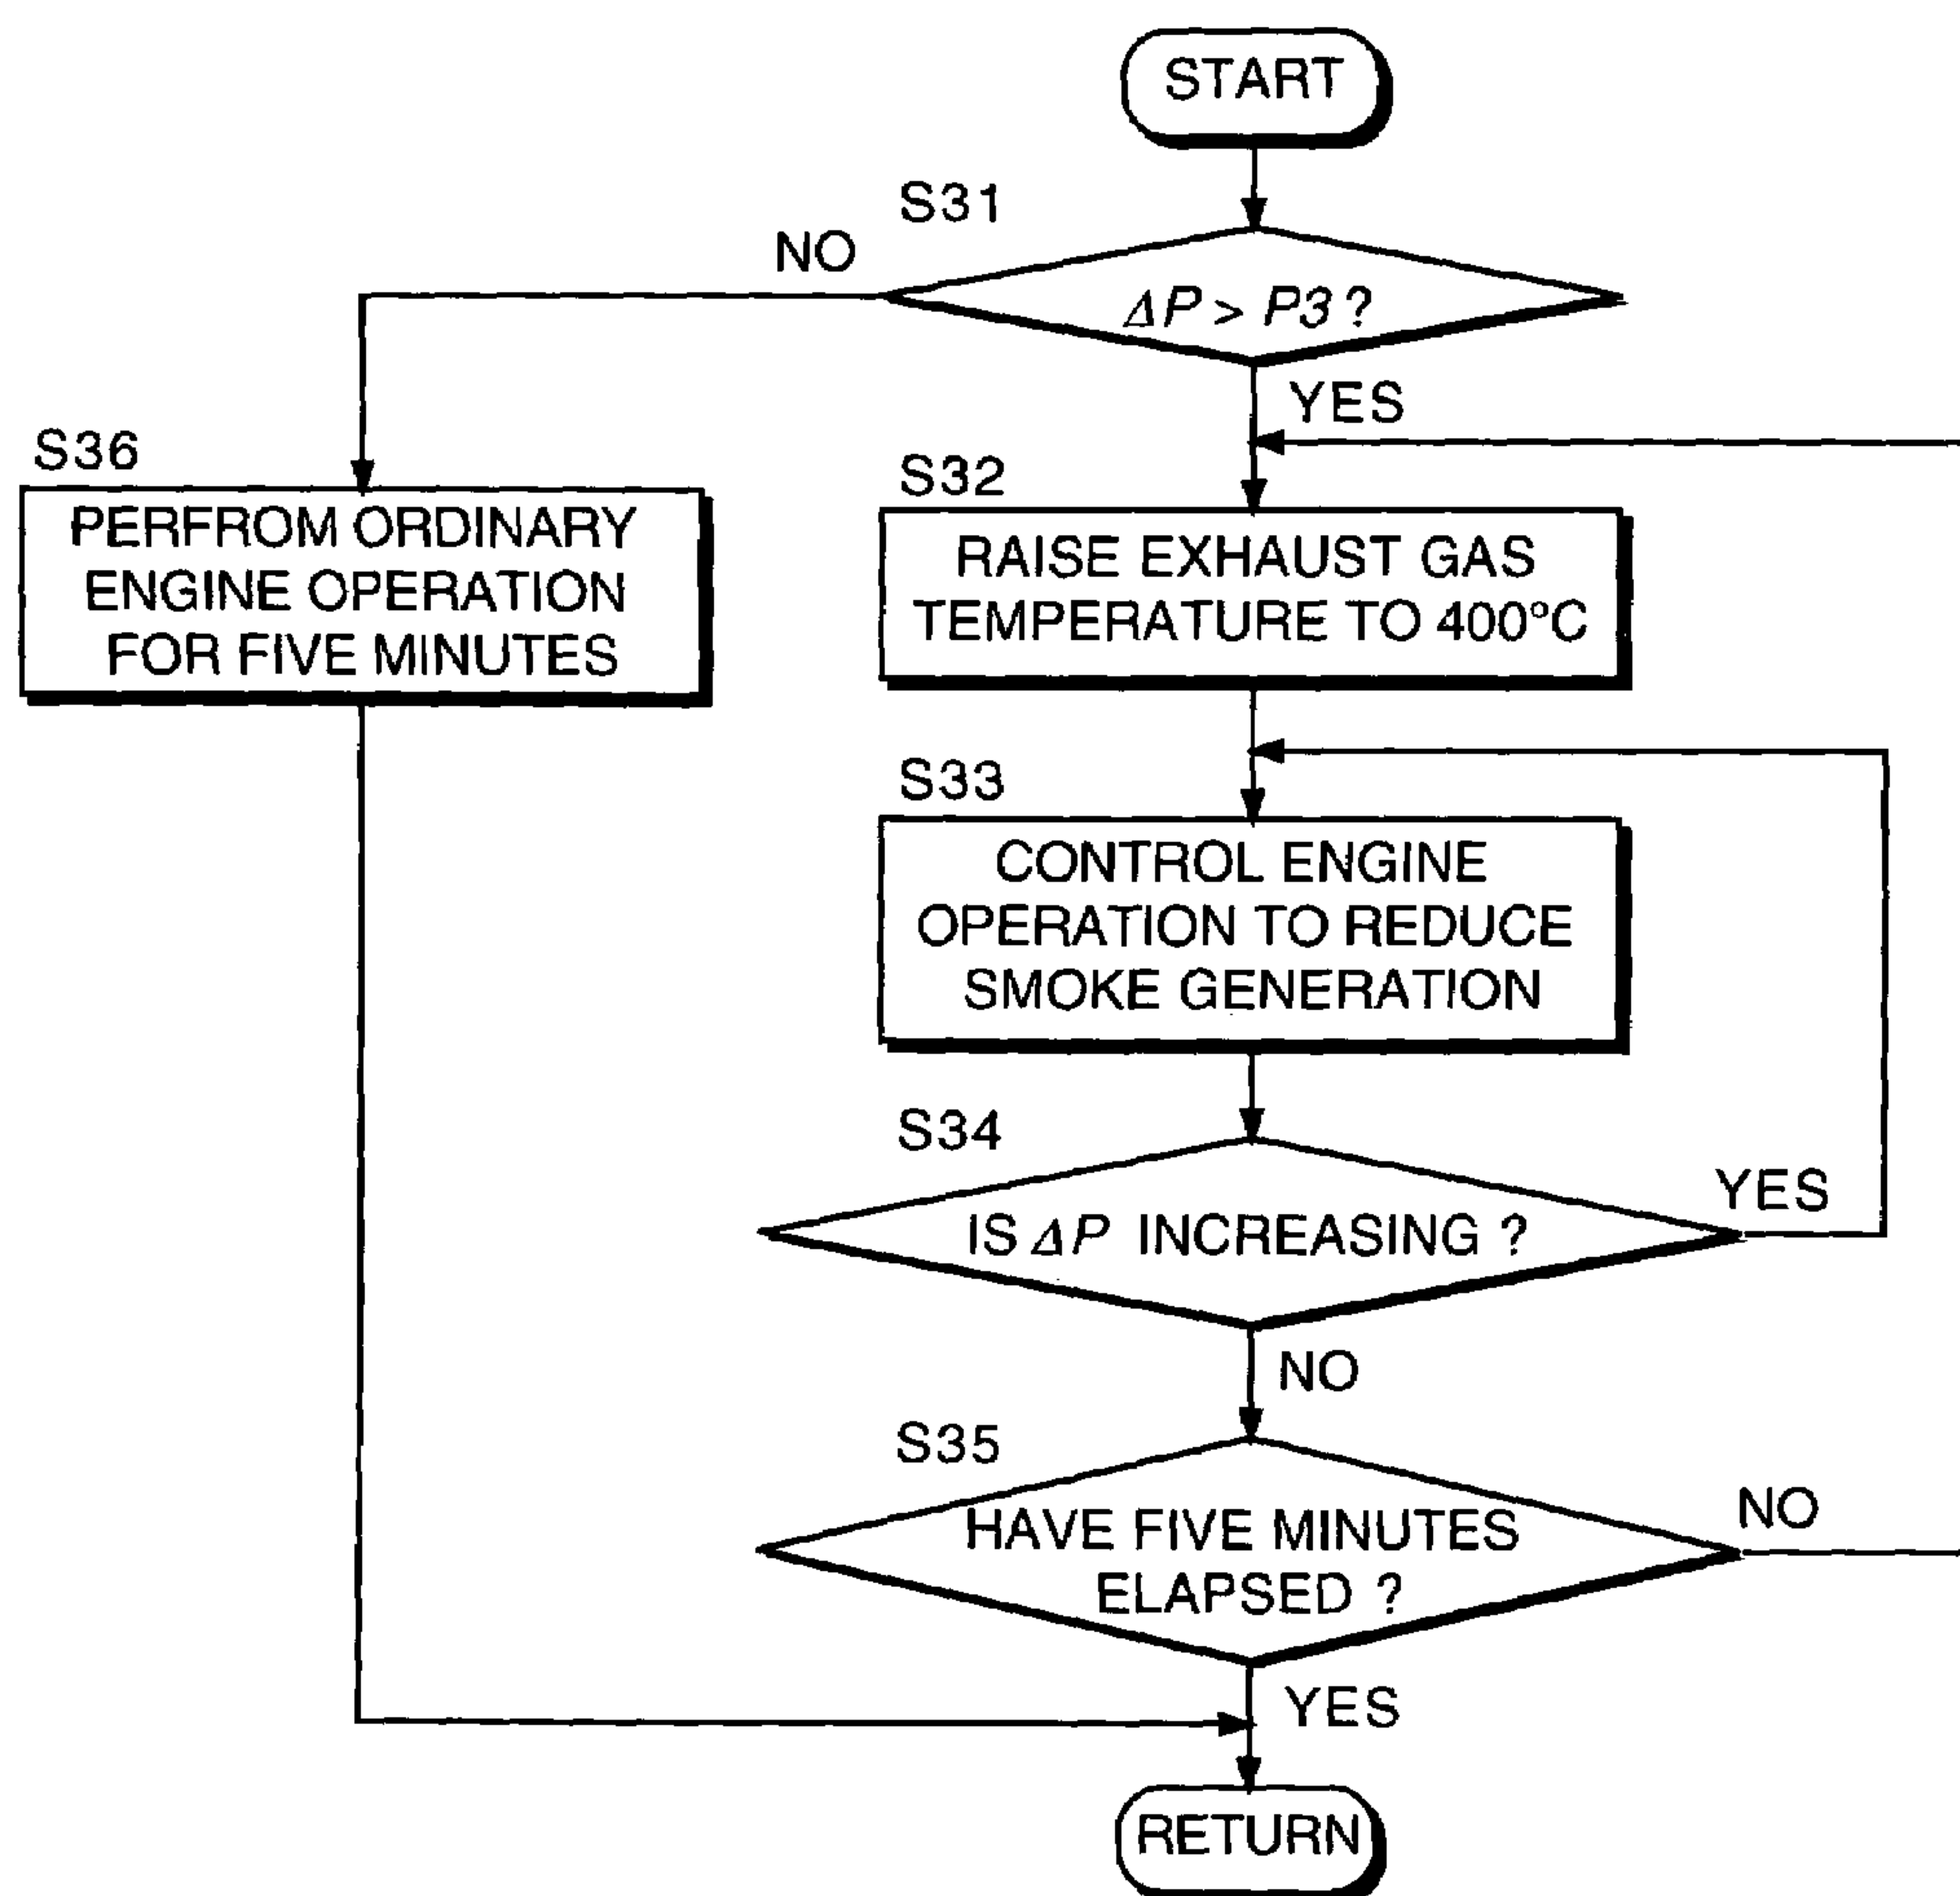 START
S31
NO
ΔP > P3 ?
YES
S36
PERFROM ORDINARY
ENGINE OPERATION
FOR FIVE MINUTES
S32
RAISE EXHAUST GAS
TEMPERATURE TO 400°C
S33
CONTROL ENGINE
OPERATION TO REDUCE
SMOKE GENERATION
S34
YES
IS ΔP INCREASING ?
NO
S35
HAVE FIVE MINUTES
ELAPSED ?
NO
YES
RETURN